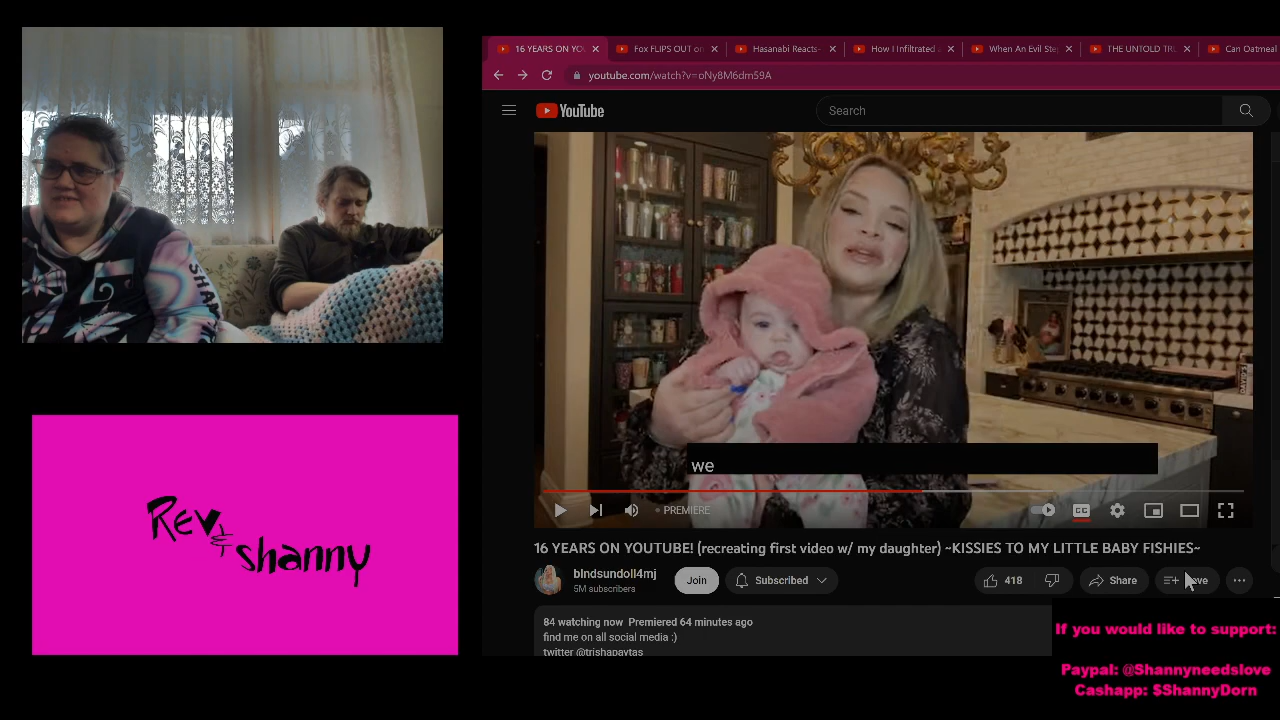 16 YEARS ON YOU
Fox FLIPS OUT on
Hasanabi Reacts-
How I Infiltrated
When An Evil Step
THE UNTOLD TR
Can Oatmeal
youtube.com/watch?v=oNy8M6dm59A
YouTube
Search
we
PREMIERE
CC
16 YEARS ON YOUTUBE! (recreating first video w/ my daughter) ~KISSIES TO MY LITTLE BABY FISHIES~
blndsundoll4mj
5M subscribers
Join
Subscribed
418
Share
84 watching now Premiered 64 minutes ago
find me on all social media :)
twitter @trishapaytas
Rev
&
shanny
If you would like to support:
Paypal: @Shannyneedslove
Cashapp: $ShannyDorn